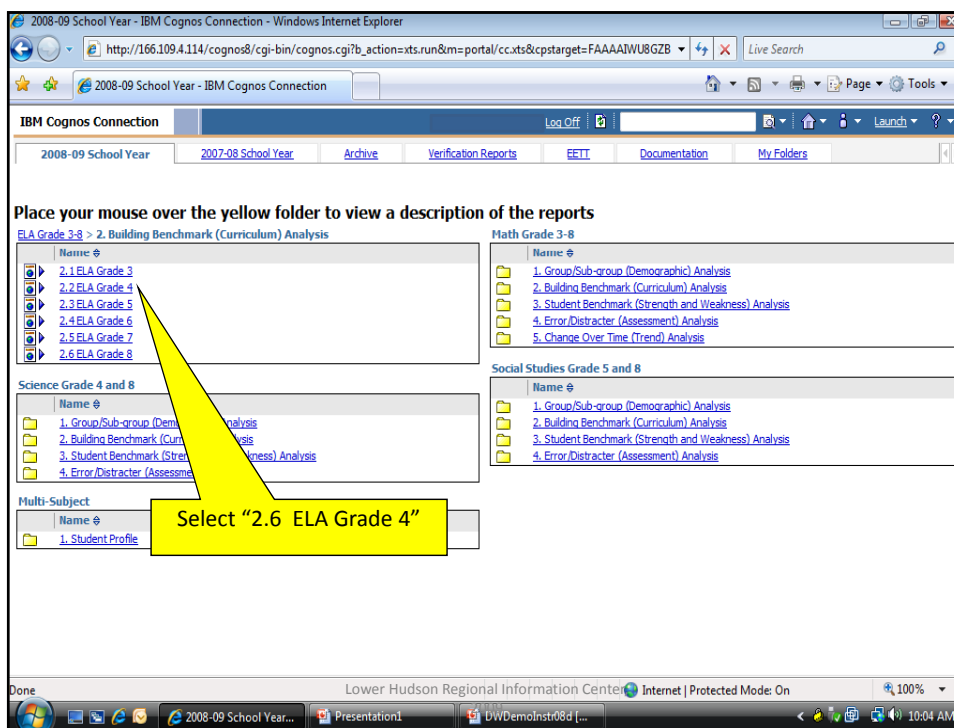 2008-09 School Year - IBM Cognos Connection - Windows Internet Explorer
http://166.109.4.114/cognos8/cgi-bin/cognos.cgi?b_action=xts.run&m=portal/cc.xts&cpstarget=FAAAAIWU8GZB
Live Search
2008-09 School Year - IBM Cognos Connection
Page
Tools
IBM Cognos Connection
Log Off
Launch
?
2008-09 School Year
2007-08 School Year
Archive
Verification Reports
EETT
Documentation
My Folders
Place your mouse over the yellow folder to view a description of the reports
ELA Grade 3-8 > 2. Building Benchmark (Curriculum) Analysis
Name
2.1 ELA Grade 3
2.2 ELA Grade 4
2.3 ELA Grade 5
2.4 ELA Grade 6
2.5 ELA Grade 7
2.6 ELA Grade 8
Math Grade 3-8
Name
1. Group/Sub-group (Demographic) Analysis
2. Building Benchmark (Curriculum) Analysis
3. Student Benchmark (Strength and Weakness) Analysis
4. Error/Distracter (Assessment) Analysis
5. Change Over Time (Trend) Analysis
Science Grade 4 and 8
Name
1. Group/Sub-group (Dem nalysis
2. Building Benchmark (Cur lysis
3. Student Benchmark (Stre kness) Analysis
4. Error/Distracter (Assessme
Social Studies Grade 5 and 8
Name
1. Group/Sub-group (Demographic) Analysis
2. Building Benchmark (Curriculum) Analysis
3. Student Benchmark (Strength and Weakness) Analysis
4. Error/Distracter (Assessment) Analysis
Multi-Subject
Name
1. Student Profile
Select “2.6 ELA Grade 4”
Done
Lower Hudson Regional Information Center
Internet | Protected Mode: On
100%
2008-09 School Year...
Presentation1
DWDemoInstr08d [...
10:04 AM